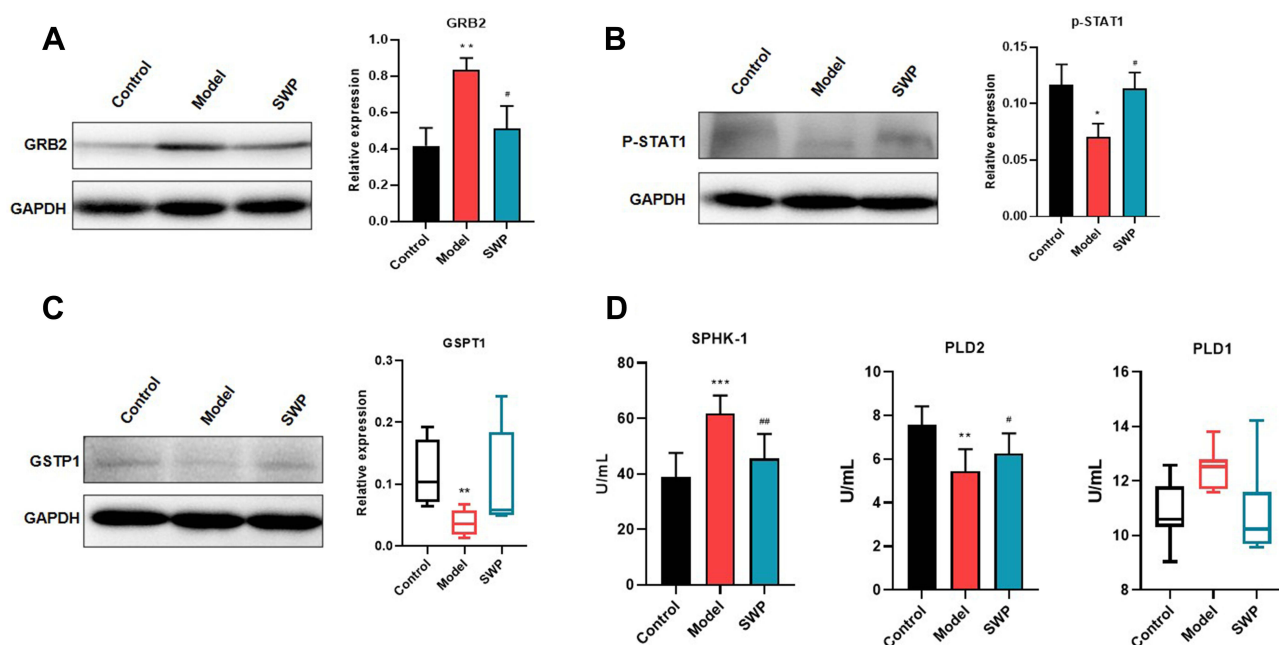 A
Control
Model
SWP
GRB2
GAPDH
GRB2
Relative expression
1.0
0.8
0.6
0.4
0.2
0.0
**
#
Control
Model
SWP
B
Control
Model
SWP
P-STAT1
GAPDH
p-STAT1
Relative expression
0.15
0.10
0.05
0.00
*
#
Control
Model
SWP
C
Control
Model
SWP
GSTP1
GAPDH
GSPT1
Relative expression
0.3
0.2
0.1
0.0
**
Control
Model
SWP
D
SPHK-1
U/mL
80
60
40
20
0
***
##
Control
Model
SWP
PLD2
U/mL
10
8
6
4
2
0
**
#
Control
Model
SWP
PLD1
U/mL
16
14
12
10
8
Control
Model
SWP